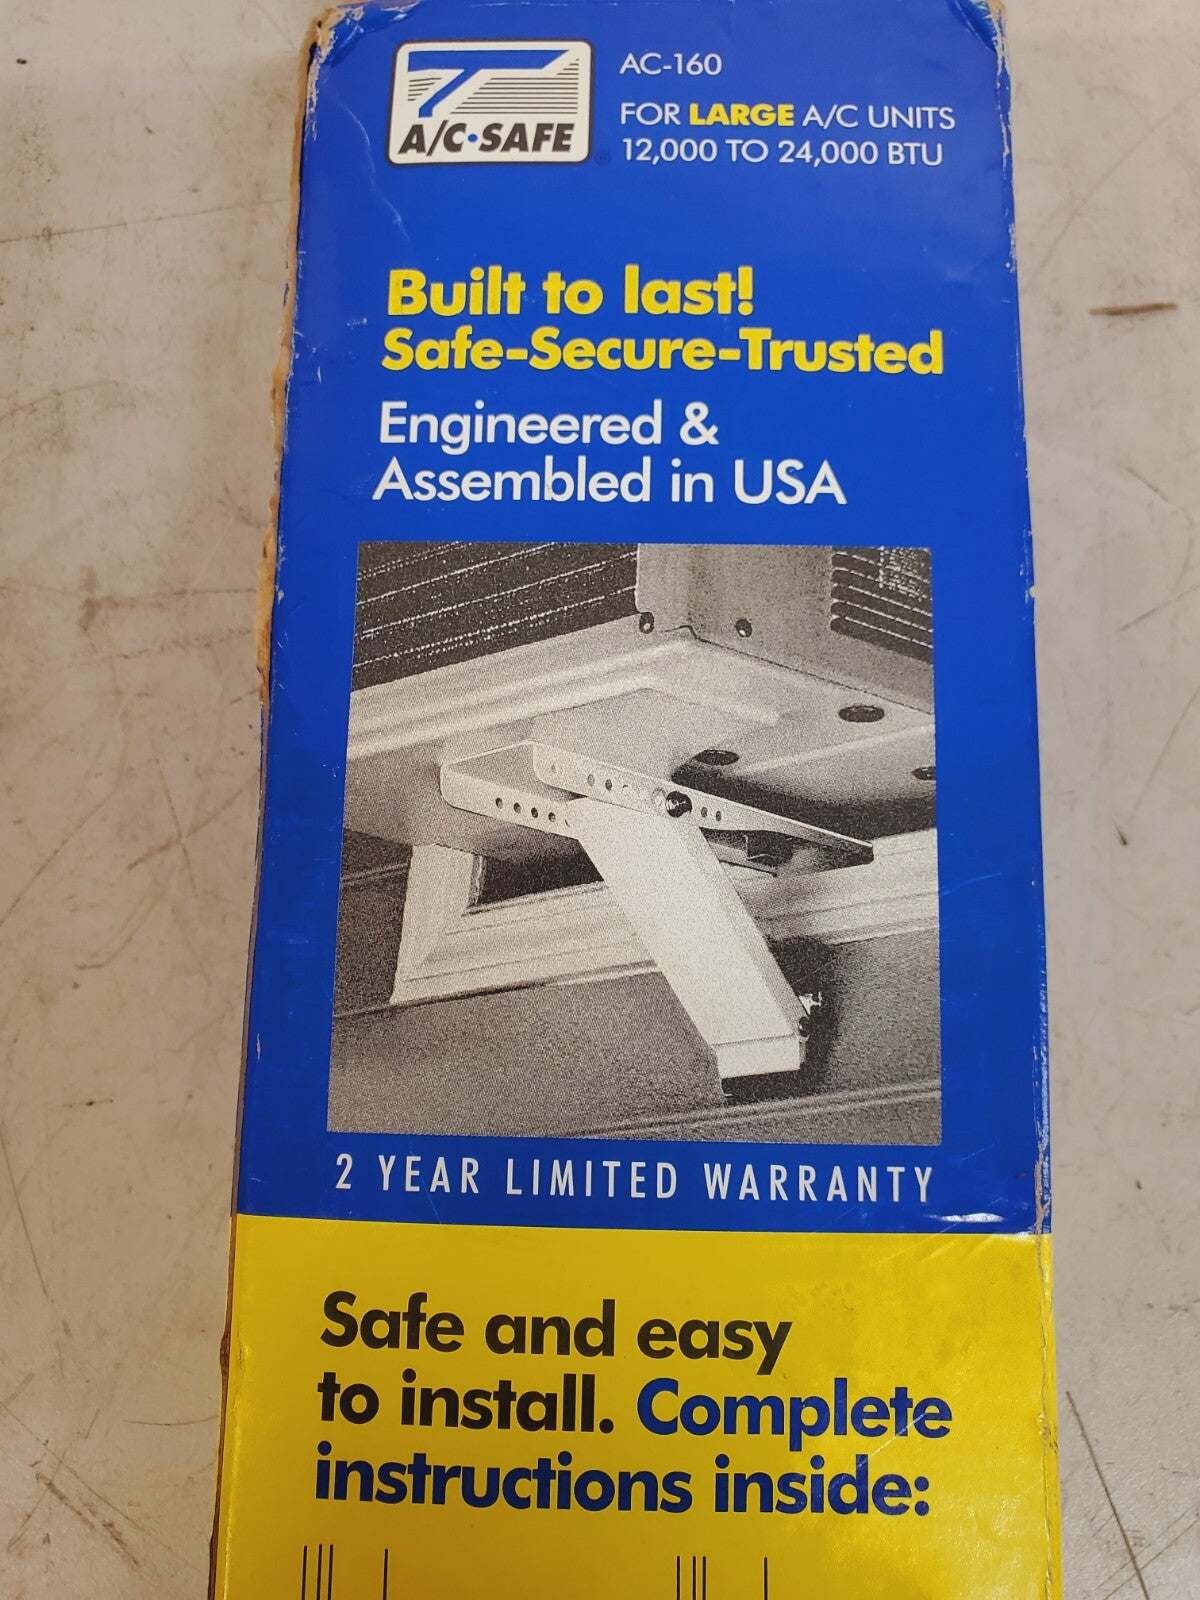 A/C·SAFE
AC-160
FOR LARGE A/C UNITS
12,000 TO 24,000 BTU
Built to last!
Safe-Secure-Trusted
Engineered &
Assembled in USA
2 YEAR LIMITED WARRANTY
Safe and easy
to install. Complete
instructions inside: